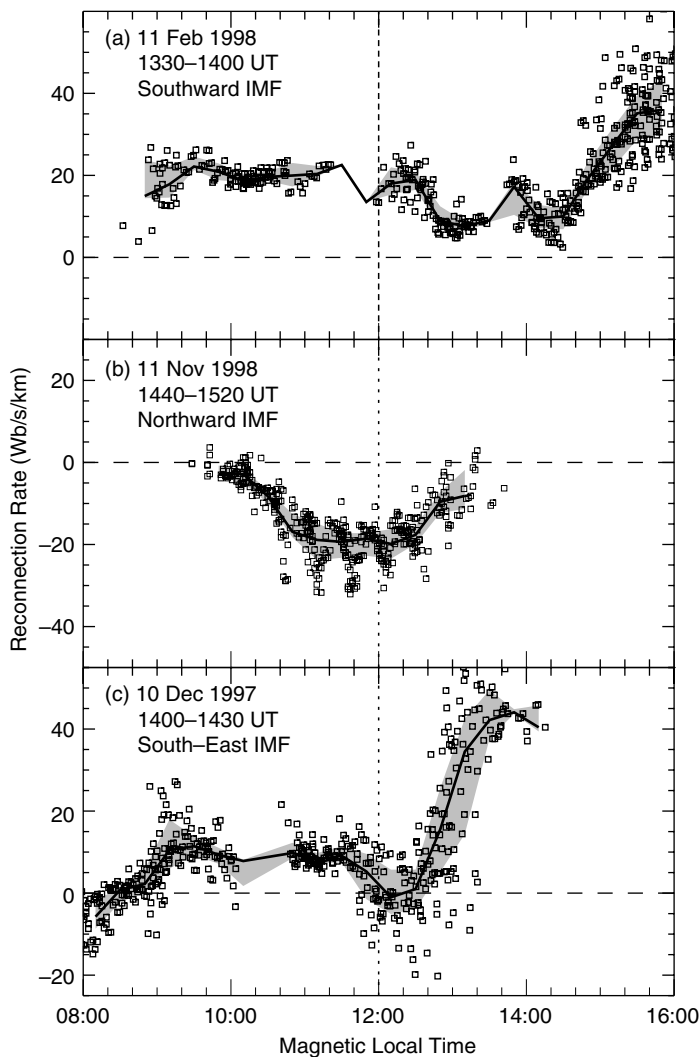 (a) 11 Feb 1998
1330–1400 UT
Southward IMF
40
20
0
(b) 11 Nov 1998
1440–1520 UT
Northward IMF
20
0
−20
−40
Reconnection Rate (Wb/s/km)
(c) 10 Dec 1997
1400–1430 UT
South–East IMF
40
20
0
−20
08:00 10:00 12:00 14:00 16:00
Magnetic Local Time